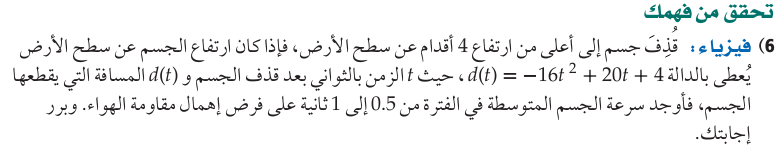 تحقق من فهمك
6) فيزياء: قُذِفَ جسم إلى أعلى من ارتفاع 4 أقدام عن سطح الأرض، فإذا كان ارتفاع الجسم عن سطح الأرض
يُعطى بالدالة d(t) = −16t ² + 20t + 4 ، حيث t الزمن بالثواني بعد قذف الجسم و d(t) المسافة التي يقطعها
الجسم، فأوجد سرعة الجسم المتوسطة في الفترة من 0.5 إلى 1 ثانية على فرض إهمال مقاومة الهواء. وبرر
إجابتك.